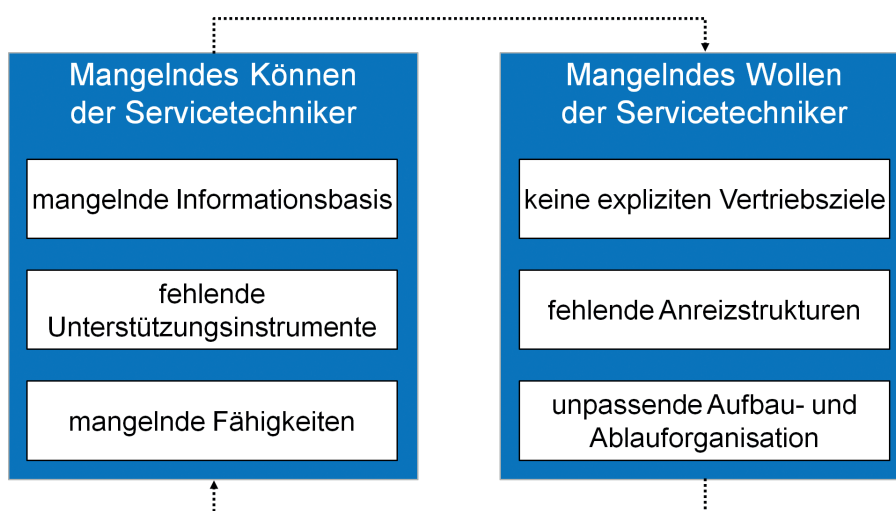 Mangelndes Können
der Servicetechniker
mangelnde Informationsbasis
fehlende
Unterstützungsinstrumente
mangelnde Fähigkeiten
Mangelndes Wollen
der Servicetechniker
keine expliziten Vertriebsziele
fehlende Anreizstrukturen
unpassende Aufbau- und
Ablauforganisation